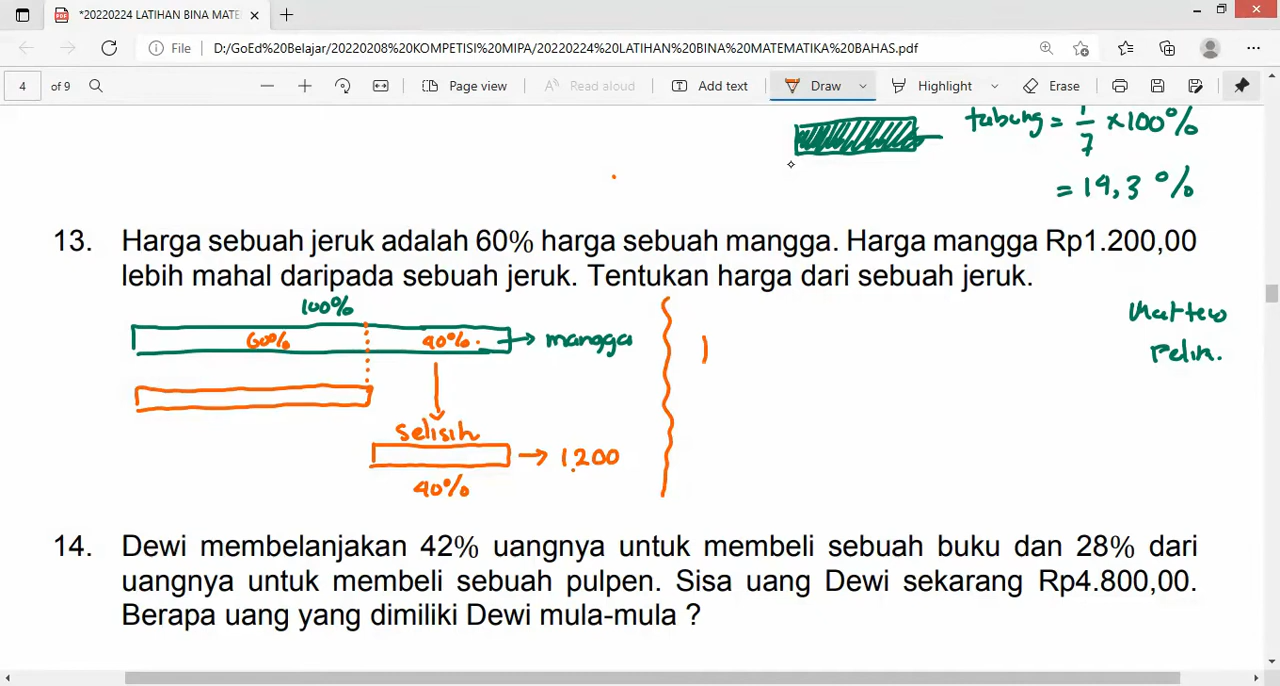 *20220224 LATIHAN BINA MATE
File D:/GoEd%20Belajar/20220208%20KOMPETISI%20MIPA/20220224%20LATIHAN%20BINA%20MATEMATIKA%20BAHAS.pdf
4 of 9 Page view Read aloud Add text Draw Highlight Erase
tabung = 1/7 x 100%
= 14,3 %
13. Harga sebuah jeruk adalah 60% harga sebuah mangga. Harga mangga Rp1.200,00
lebih mahal daripada sebuah jeruk. Tentukan harga dari sebuah jeruk.
100%
60% 40% → mangga
selisih
→ 1.200
40%
Matteo
14. Dewi membelanjakan 42% uangnya untuk membeli sebuah buku dan 28% dari
uangnya untuk membeli sebuah pulpen. Sisa uang Dewi sekarang Rp4.800,00.
Berapa uang yang dimiliki Dewi mula-mula ?